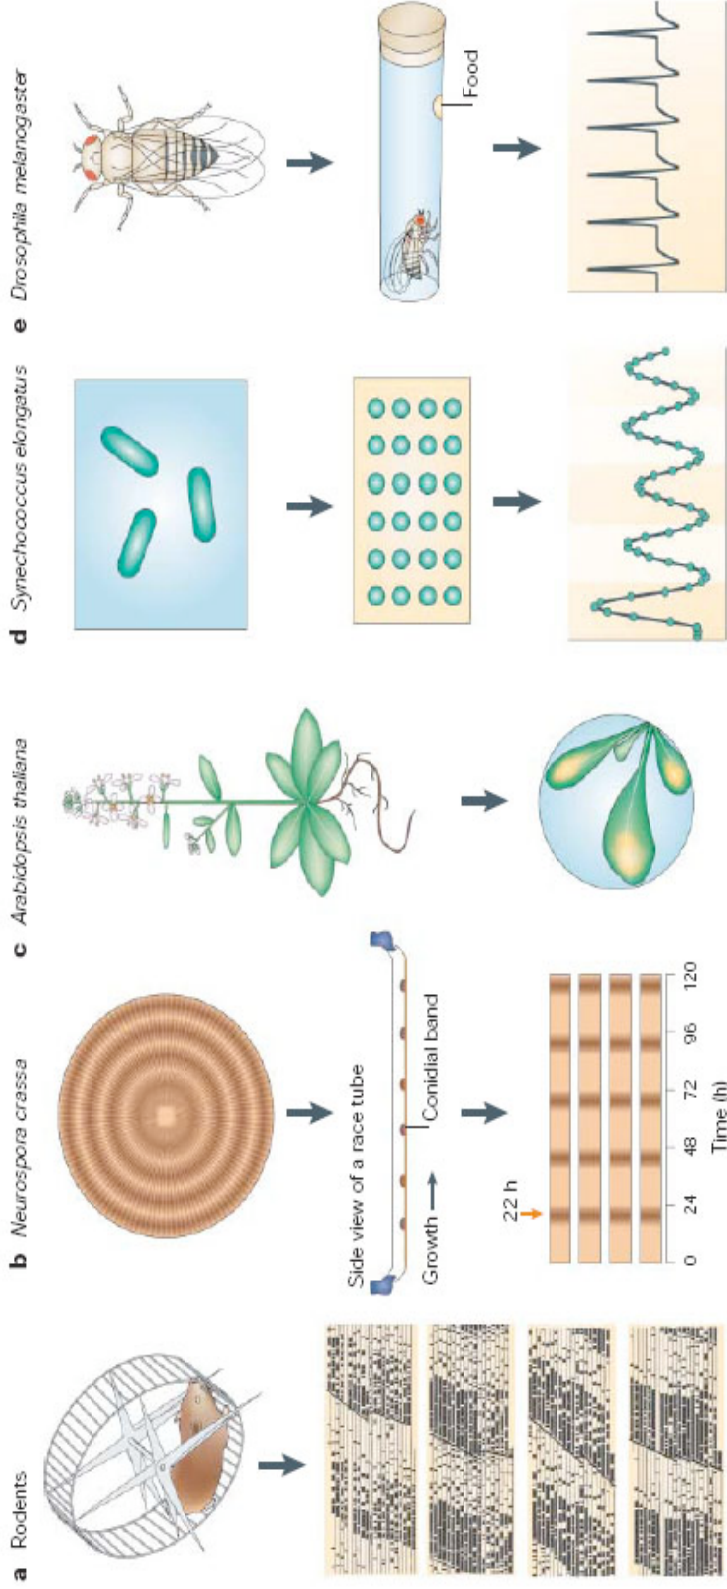 a Rodents
b Neurospora crassa
Side view of a race tube
Growth
Conidial band
22 h
0 24 48 72 96 120
Time (h)
c Arabidopsis thaliana
d Synechococcus elongatus
e Drosophila melanogaster
Food